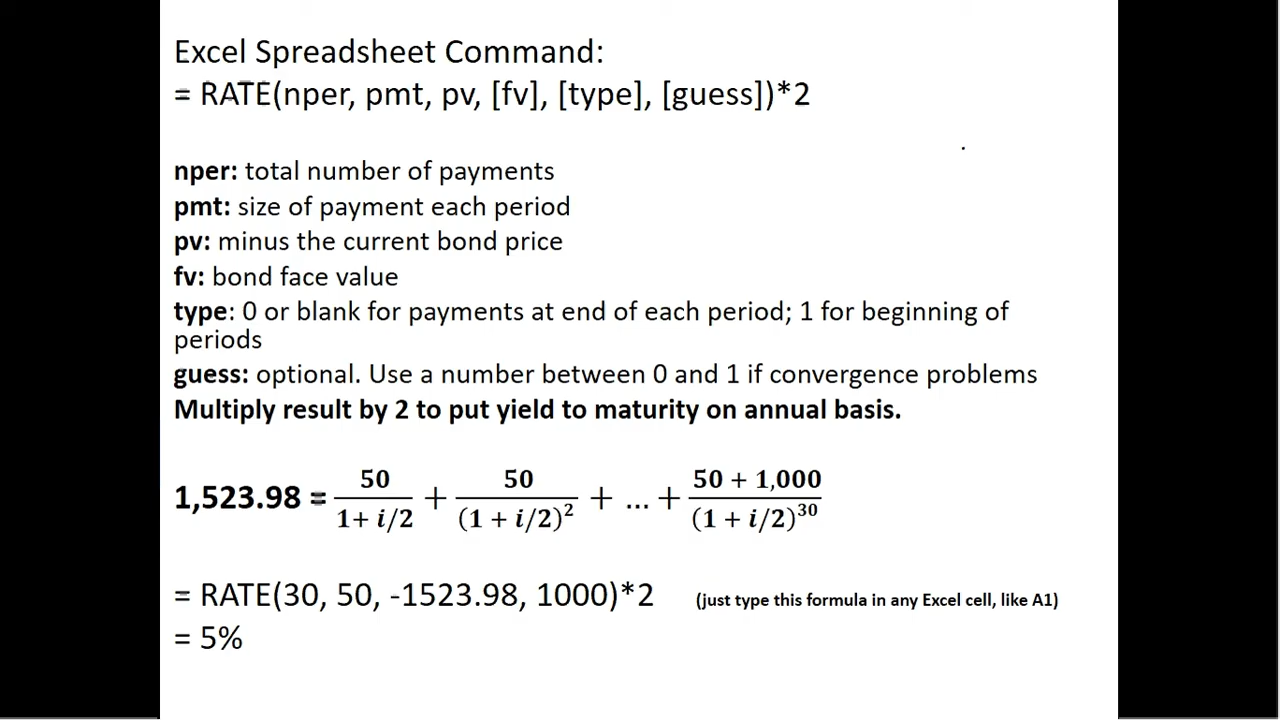 Excel Spreadsheet Command:
= RATE(nper, pmt, pv, [fv], [type], [guess])*2
nper: total number of payments
pmt: size of payment each period
pv: minus the current bond price
fv: bond face value
type: 0 or blank for payments at end of each period; 1 for beginning of
periods
guess: optional. Use a number between 0 and 1 if convergence problems
Multiply result by 2 to put yield to maturity on annual basis.
1,523.98 = 50/(1+ i/2) + 50/(1 + i/2)^2 + ... + (50 + 1,000)/(1 + i/2)^30
= RATE(30, 50, -1523.98, 1000)*2 (just type this formula in any Excel cell, like A1)
= 5%